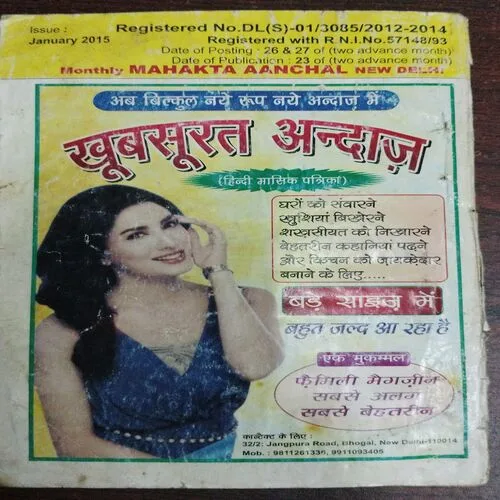 Issue :
January 2015
Registered No.DL(S)-01/3085/2012-2014
Registered with R.N.I.No.57148/93
Date of Posting : 26 & 27 of (two advance month)
Date of Publication : 23 of (two advance month)
Monthly MAHAKTA AANCHAL NEW DELHI
अब बिल्कुल नये रूप नये अन्दाज़ में
खूबसूरत अन्दाज़
(हिन्दी मासिक पत्रिका)
घरों को संवारने
खुशियां बिखेरने
शख़सीयत को निखारने
बेहतरीन कहानियां पढ़ने
और किचन को ज़ायकेदार
बनाने के लिए.....
बड़े साइज़ में
बहुत जल्द आ रहा है
एक मुकम्मल
फैमिली मैगज़ीन
सबसे अलग
सबसे बेहतरीन
कान्टैक्ट के लिए :
32/2, Jangpura Road, Bhogal, New Delhi-110014
Mob. : 9811261336, 9911093405